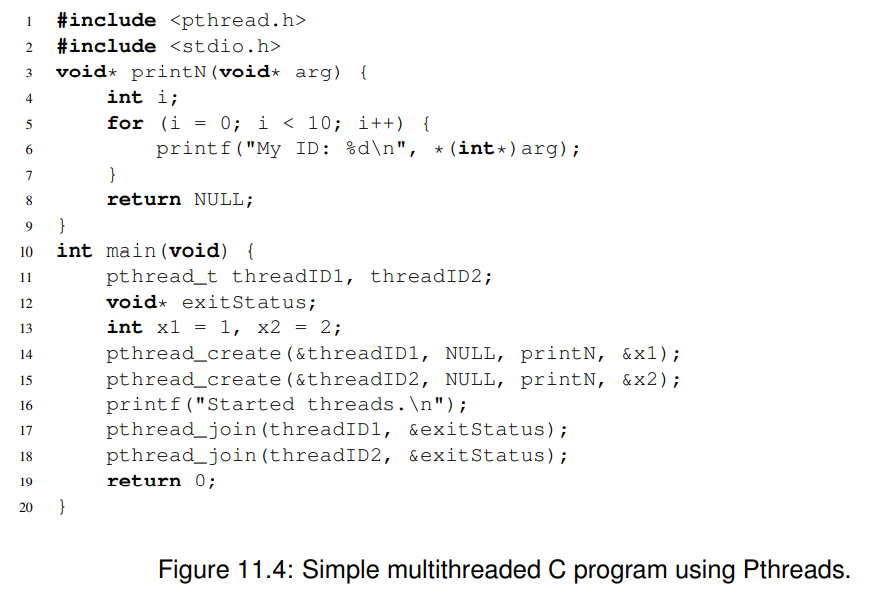 1 #include <pthread.h>
2 #include <stdio.h>
3 void* printN(void* arg) {
4     int i;
5     for (i = 0; i < 10; i++) {
6         printf("My ID: %d\n", *(int*)arg);
7     }
8     return NULL;
9 }
10 int main(void) {
11     pthread_t threadID1, threadID2;
12     void* exitStatus;
13     int x1 = 1, x2 = 2;
14     pthread_create(&threadID1, NULL, printN, &x1);
15     pthread_create(&threadID2, NULL, printN, &x2);
16     printf("Started threads.\n");
17     pthread_join(threadID1, &exitStatus);
18     pthread_join(threadID2, &exitStatus);
19     return 0;
20 }
Figure 11.4: Simple multithreaded C program using Pthreads.